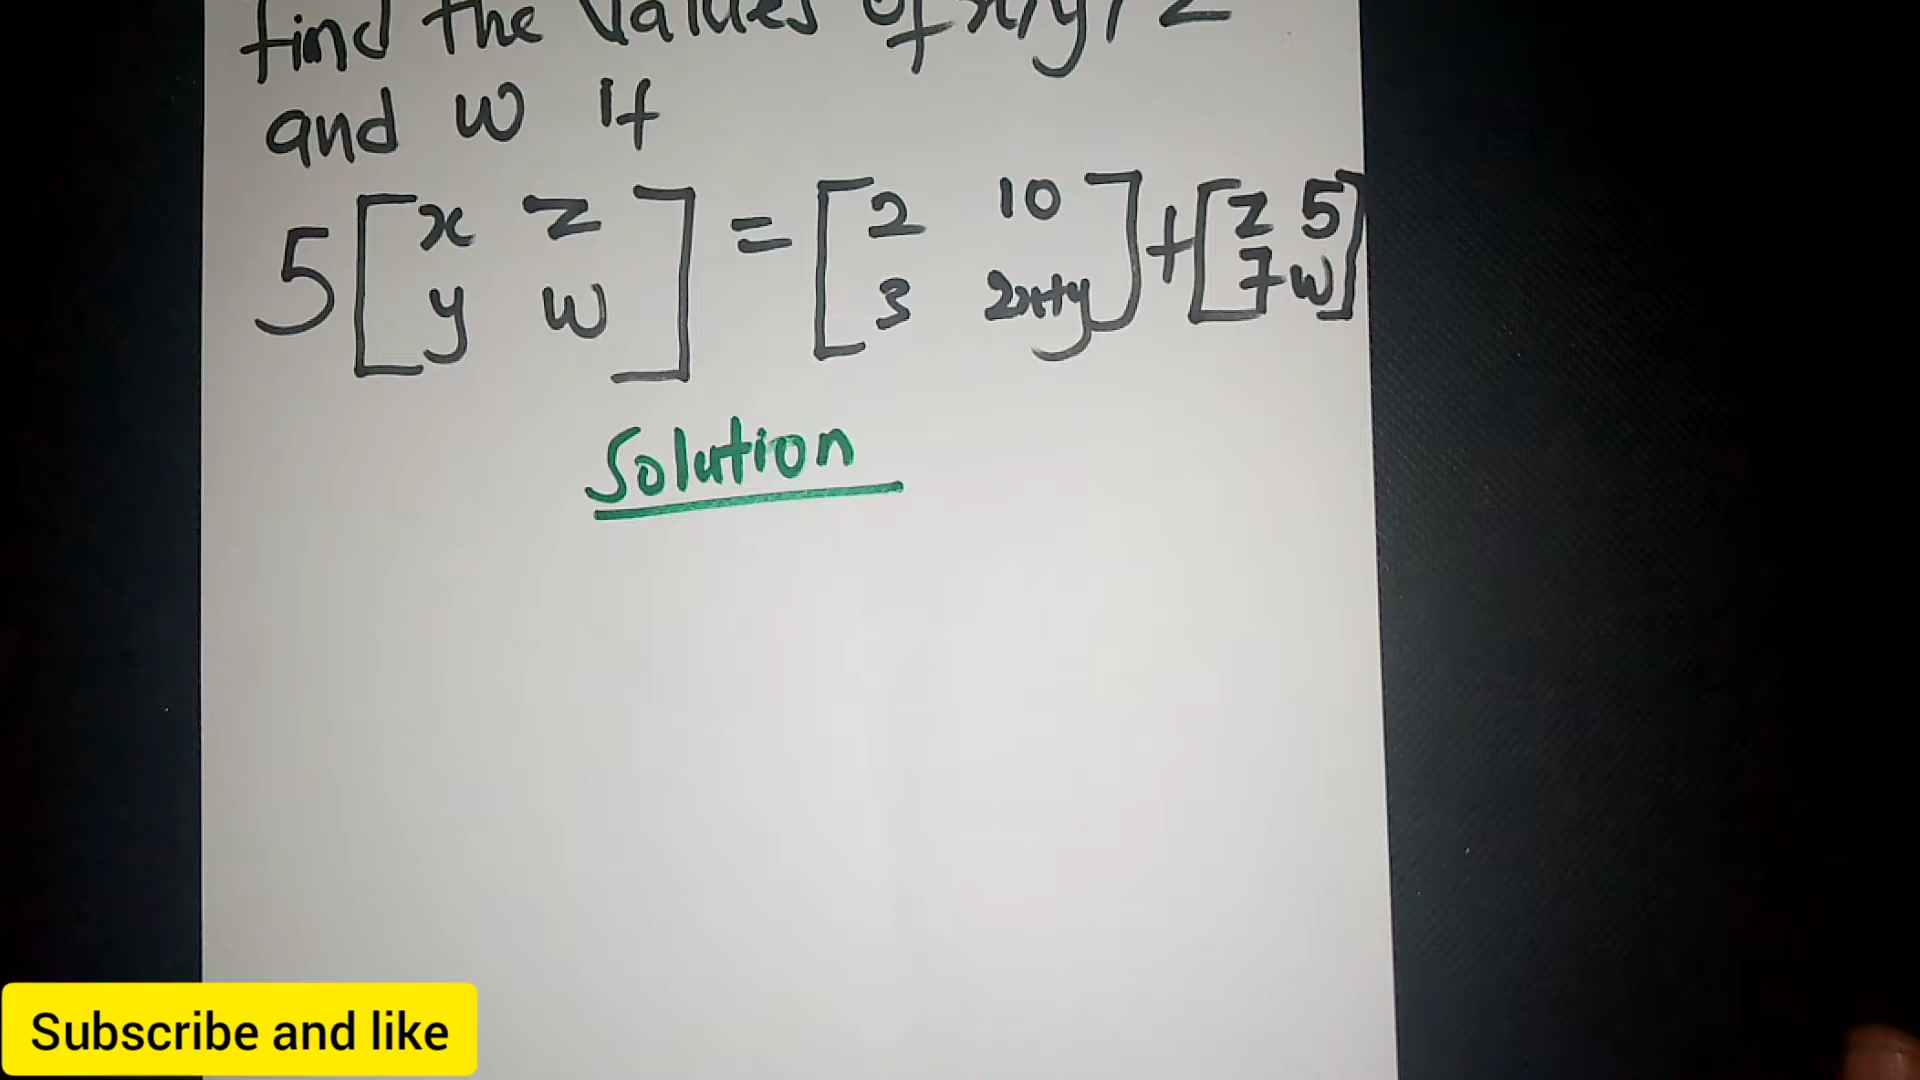 find the values of x, y, z
and w if
5[x z] = [2 10] + [z 5]
[y w] [3 2x+y] [7 w]
Solution
Subscribe and like